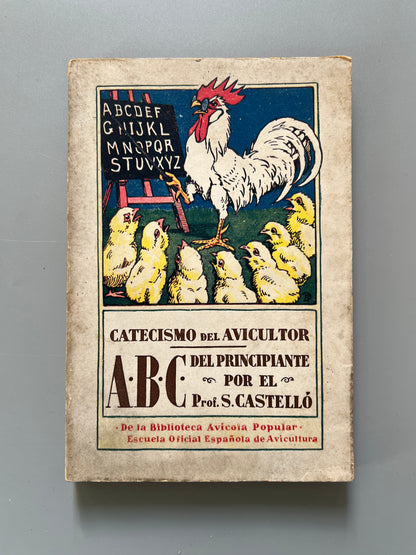 ABCDEF
GHIJKL
MNOPQR
STUVXYZ
CATECISMO DEL AVICULTOR
A·B·C· DEL PRINCIPIANTE
POR EL
Prof. S. CASTELLÓ
· De la Biblioteca Avicola Popular ·
Escuela Oficial Española de Avicultura